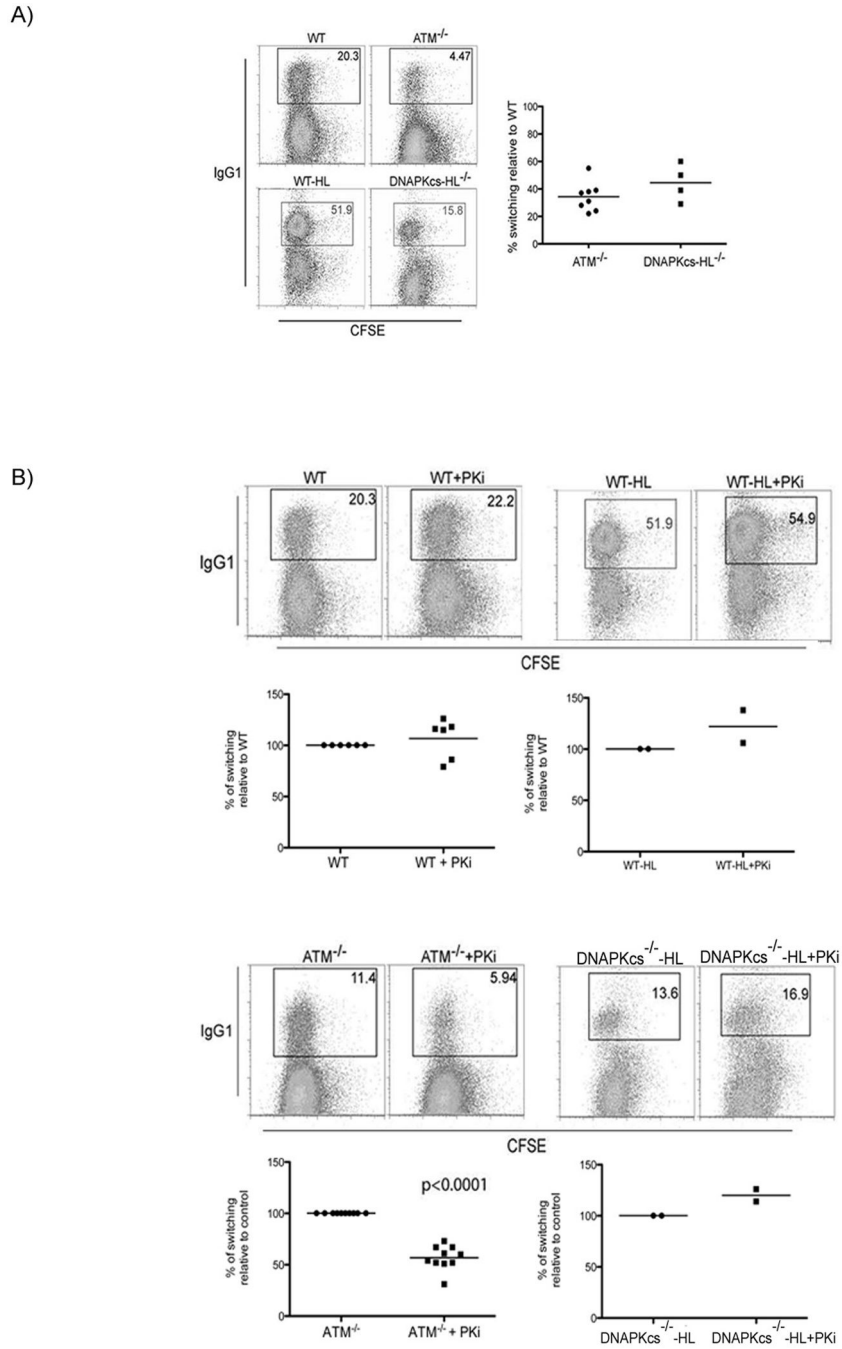 A)
WT ATM-/-
20.3 4.47
IgG1
WT-HL DNAPKcs-HL-/-
51.9 15.8
CFSE
% switching relative to WT
100
80
60
40
20
0
ATM-/- DNAPKcs-HL-/-
B)
WT WT+PKi WT-HL WT-HL+PKi
20.3 22.2 51.9 54.9
IgG1
CFSE
% of switching
relative to WT
150
100
50
0
WT WT + PKi
% of switching
relative to WT
150
100
50
0
WT-HL WT-HL+PKi
ATM-/- ATM-/-+PKi DNAPKcs-/--HL DNAPKcs-/--HL+PKi
11.4 5.94 13.6 16.9
IgG1
CFSE
% of switching
relative to control
150
100
50
0
p<0.0001
ATM-/- ATM-/- + PKi
% of switching
relative to control
150
100
50
0
DNAPKcs-/--HL DNAPKcs-/--HL+PKi